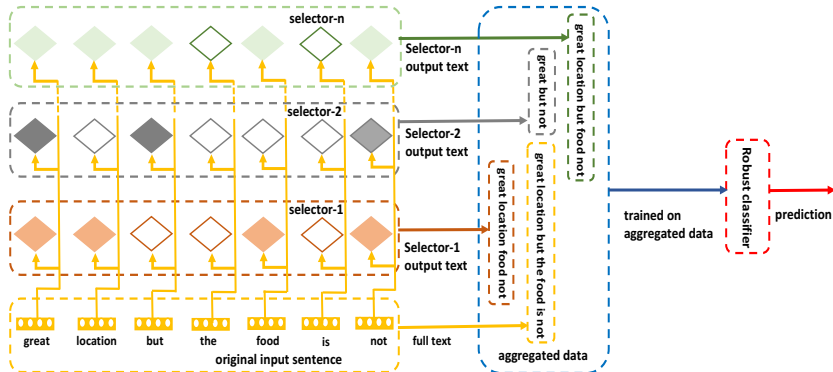 selector-n
Selector-n
output text
selector-2
Selector-2
output text
selector-1
Selector-1
output text
great location but food not
great but not
great location food not
great location but the food is not
trained on
aggregated data
Robust classifier
prediction
great location but the food is not
full text
original input sentence
aggregated data